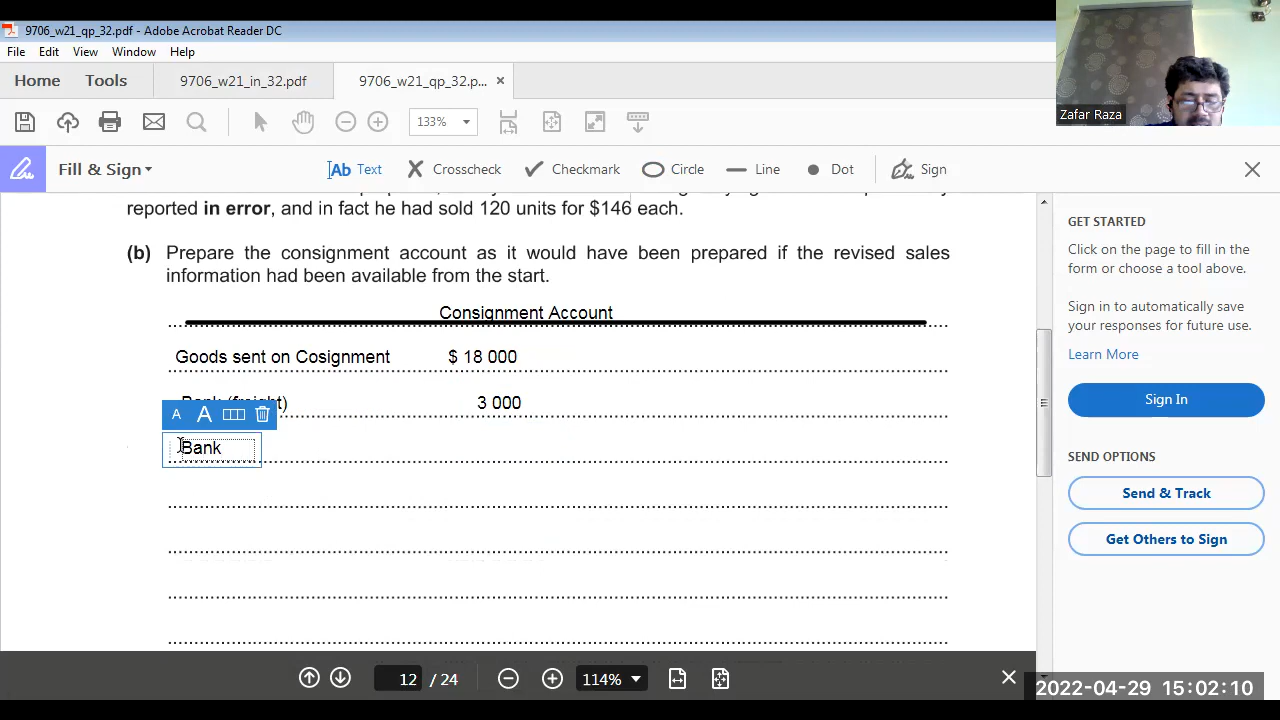 9706_w21_qp_32.pdf - Adobe Acrobat Reader DC
File Edit View Window Help
Home Tools 9706_w21_in_32.pdf 9706_w21_qp_32.p... ×
133%
Zafar Raza
Fill & Sign Ab Text Crosscheck Checkmark Circle Line Dot Sign
reported in error, and in fact he had sold 120 units for $146 each.
(b) Prepare the consignment account as it would have been prepared if the revised sales
information had been available from the start.
Consignment Account
Goods sent on Cosignment $ 18 000
Bank (freight) 3 000
A A
Bank
GET STARTED
Click on the page to fill in the
form or choose a tool above.
Sign in to automatically save
your responses for future use.
Learn More
Sign In
SEND OPTIONS
Send & Track
Get Others to Sign
12 / 24 114%
2022-04-29 15:02:10